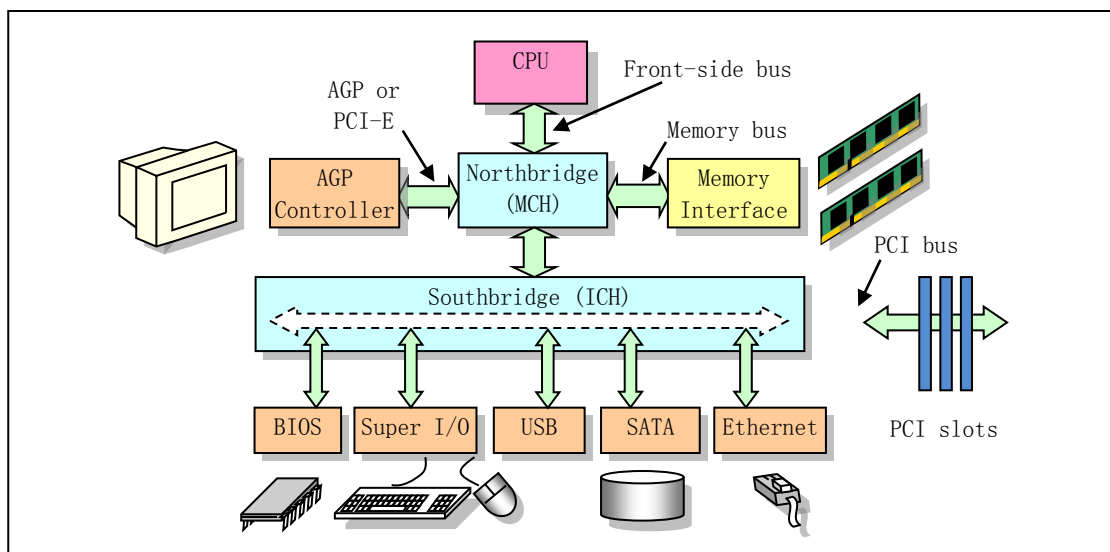 CPU
Front-side bus
AGP or
PCI-E
Memory bus
AGP
Controller
Northbridge
(MCH)
Memory
Interface
PCI bus
Southbridge (ICH)
BIOS
Super I/O
USB
SATA
Ethernet
PCI slots